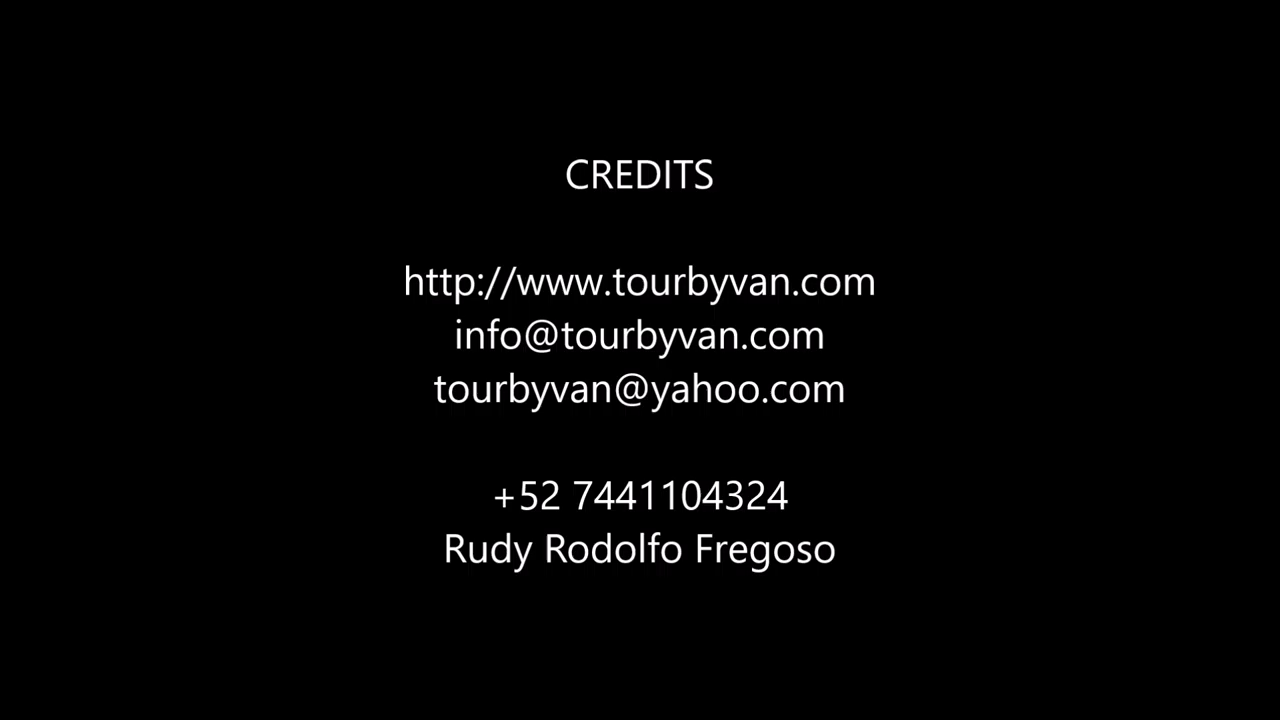 CREDITS
http://www.tourbyvan.com
info@tourbyvan.com
tourbyvan@yahoo.com
+52 7441104324
Rudy Rodolfo Fregoso